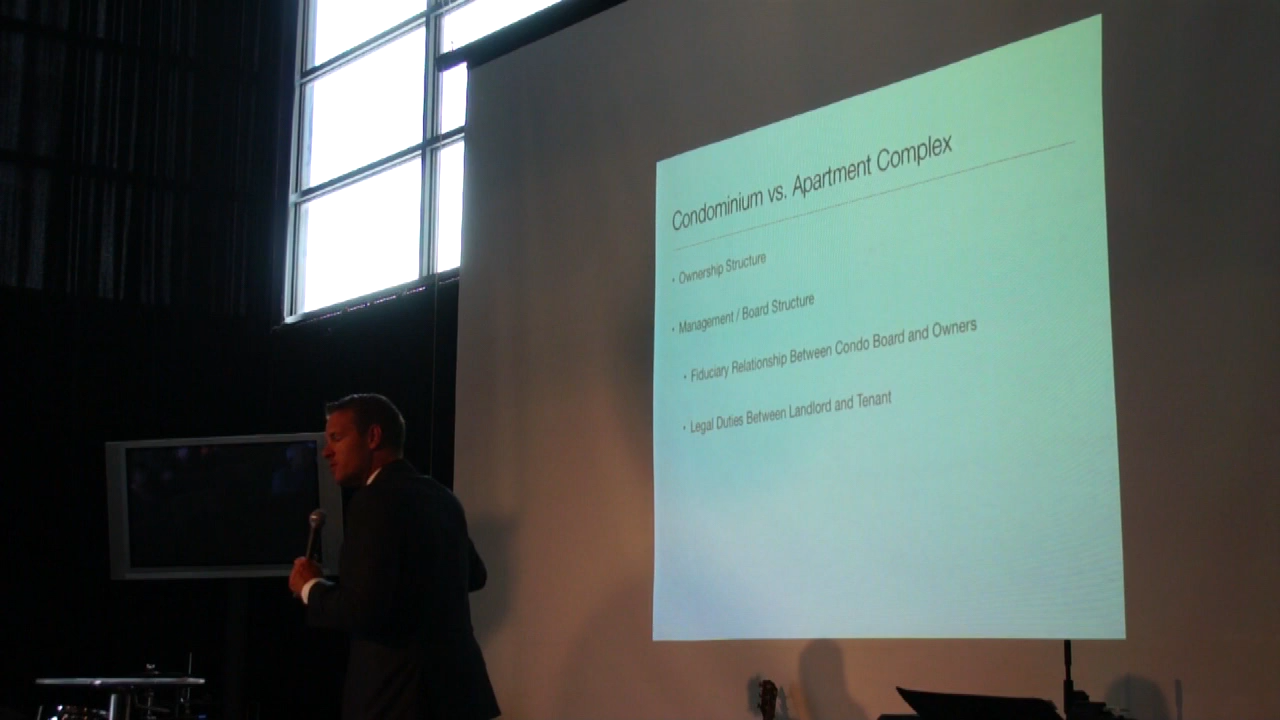 Condominium vs. Apartment Complex
• Ownership Structure
• Management / Board Structure
• Fiduciary Relationship Between Condo Board and Owners
• Legal Duties Between Landlord and Tenant